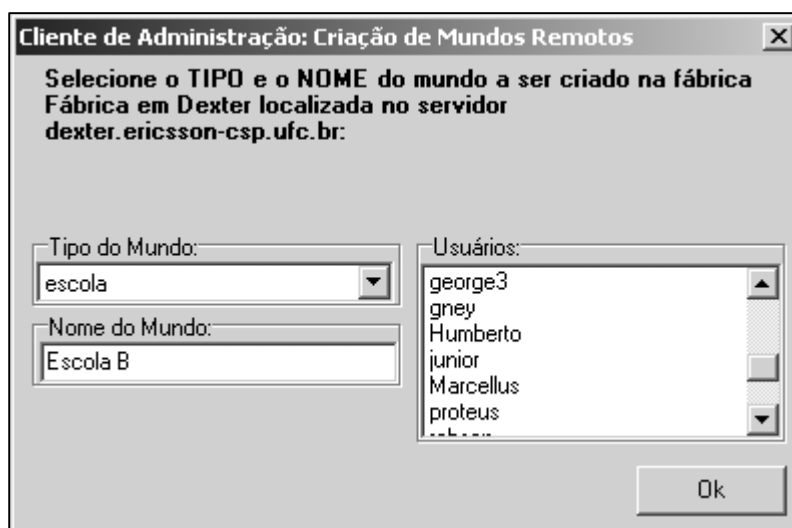 Cliente de Administração: Criação de Mundos Remotos
Selecione o TIPO e o NOME do mundo a ser criado na fábrica
Fábrica em Dexter localizada no servidor
dexter.ericsson-csp.ufc.br:
Tipo do Mundo:
escola
Nome do Mundo:
Escola B
Usuários:
george3
gney
Humberto
junior
Marcellus
proteus
Ok